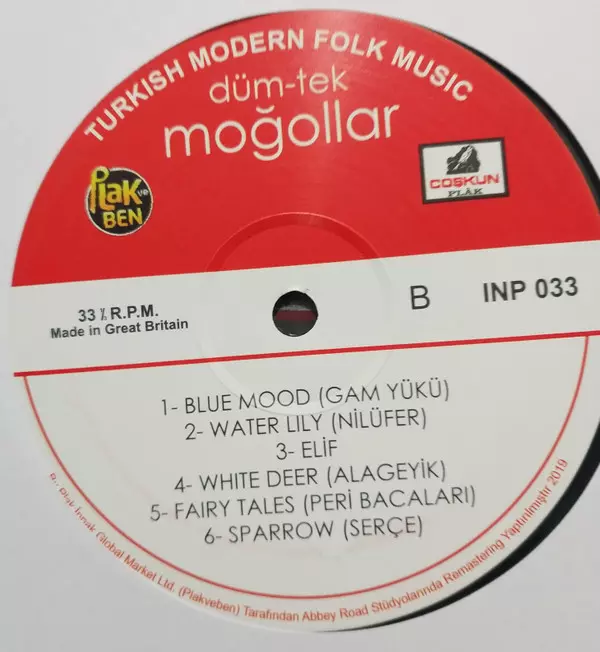 TURKISH MODERN FOLK MUSIC
düm-tek
moğollar
Plak ve
BEN
COŞKUN
PLAK
33 ⅓ R.P.M.
Made in Great Britain
B
INP 033
1- BLUE MOOD (GAM YÜKÜ)
2- WATER LILY (NİLÜFER)
3- ELİF
4- WHITE DEER (ALAGEYİK)
5- FAIRY TALES (PERİ BACALARI)
6- SPARROW (SERÇE)
Plak Global Market Ltd. (Plakveben) Tarafından Abbey Road Stüdyolarında Remastering Yaptırılmıştır 2019